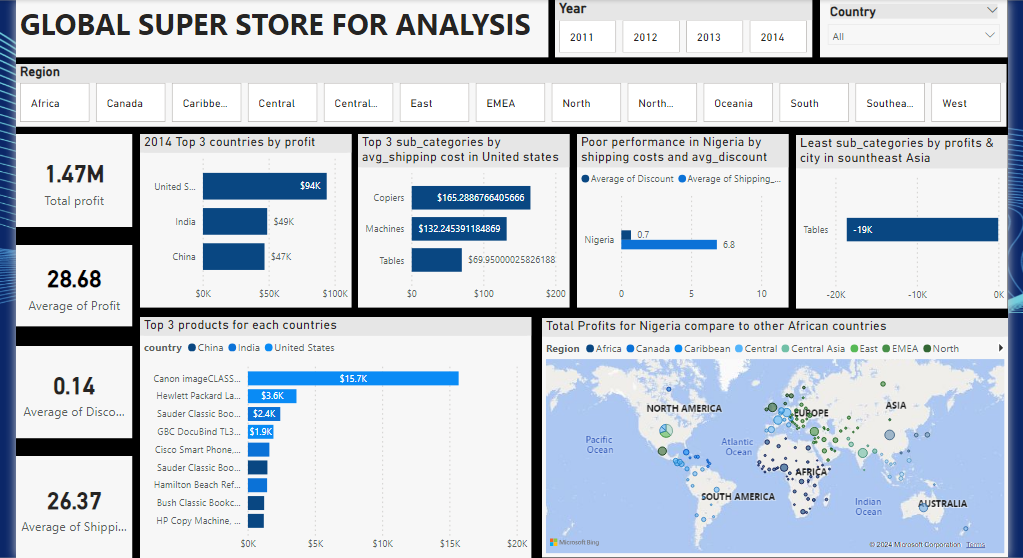 GLOBAL SUPER STORE FOR ANALYSIS
Year
2011
2012
2013
2014
Country
All
Region
Africa
Canada
Caribbe...
Central
Central...
East
EMEA
North
North...
Oceania
South
Southea...
West
1.47M
Total profit
28.68
Average of Profit
0.14
Average of Disco...
26.37
Average of Shippi...
2014 Top 3 countries by profit
United S...
$94K
India
$49K
China
$47K
$0K
$50K
$100K
Top 3 sub_categories by
avg_shipping cost in United states
Copiers
$165.2886766405666
Machines
$132.245391184869
Tables
$69.95000025826188
$0
$100
$200
Poor performance in Nigeria by
shipping costs and avg_discount
Average of Discount
Average of Shipping_...
Nigeria
0.7
6.8
0
5
10
Least sub_categories by profits &
city in sountheast Asia
Tables
-19K
-20K
-10K
0K
Top 3 products for each countries
country
China
India
United States
Canon imageCLASS...
$15.7K
Hewlett Packard La...
$3.6K
Sauder Classic Boo...
$2.4K
GBC DocuBind TL3...
$1.9K
Cisco Smart Phone,...
Sauder Classic Boo...
Hamilton Beach Ref...
Bush Classic Bookc...
HP Copy Machine, ...
$0K
$5K
$10K
$15K
$20K
Total Profits for Nigeria compare to other African countries
Region
Africa
Canada
Caribbean
Central
Central Asia
East
EMEA
North
NORTH AMERICA
EUROPE
ASIA
Pacific
Ocean
Atlantic
Ocean
AFRICA
SOUTH AMERICA
Indian
Ocean
AUSTRALIA
Microsoft Bing
© 2024 Microsoft Corporation
Terms